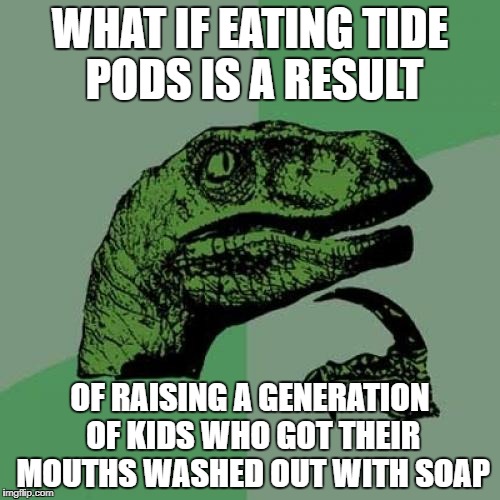 WHAT IF EATING TIDE
PODS IS A RESULT
OF RAISING A GENERATION
OF KIDS WHO GOT THEIR
MOUTHS WASHED OUT WITH SOAP
imgflip.com